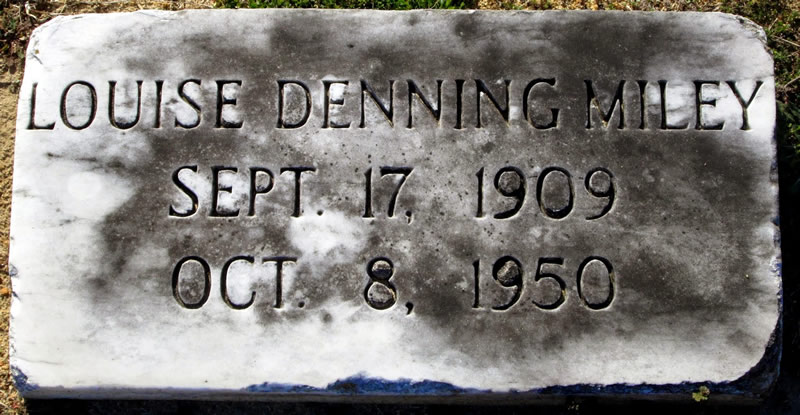 LOUISE DENNING MILEY
SEPT. 17, 1909
OCT. 8, 1950